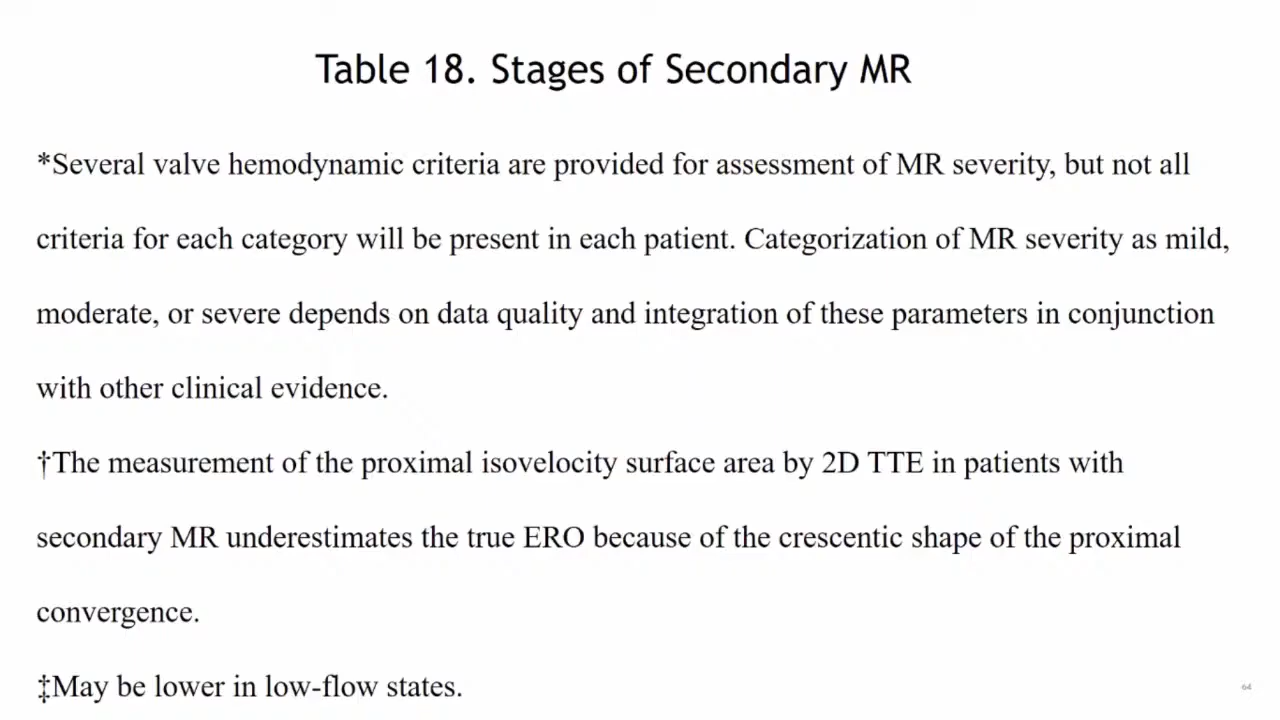 Table 18. Stages of Secondary MR
*Several valve hemodynamic criteria are provided for assessment of MR severity, but not all
criteria for each category will be present in each patient. Categorization of MR severity as mild,
moderate, or severe depends on data quality and integration of these parameters in conjunction
with other clinical evidence.
†The measurement of the proximal isovelocity surface area by 2D TTE in patients with
secondary MR underestimates the true ERO because of the crescentic shape of the proximal
convergence.
‡May be lower in low-flow states.
64